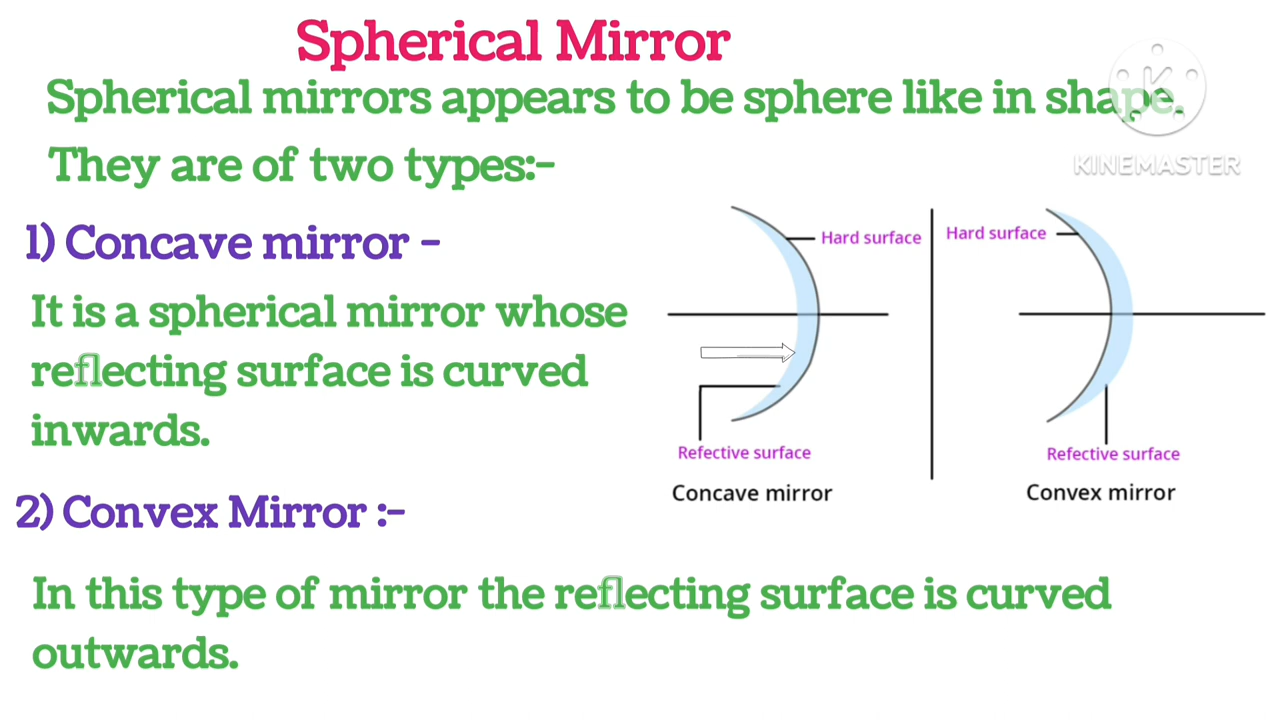 Spherical Mirror
Spherical mirrors appears to be sphere like in shape.
They are of two types:-
KINEMASTER
1) Concave mirror -
It is a spherical mirror whose
reflecting surface is curved
inwards.
2) Convex Mirror :-
In this type of mirror the reflecting surface is curved
outwards.
Hard surface
Refective surface
Concave mirror
Hard surface
Refective surface
Convex mirror